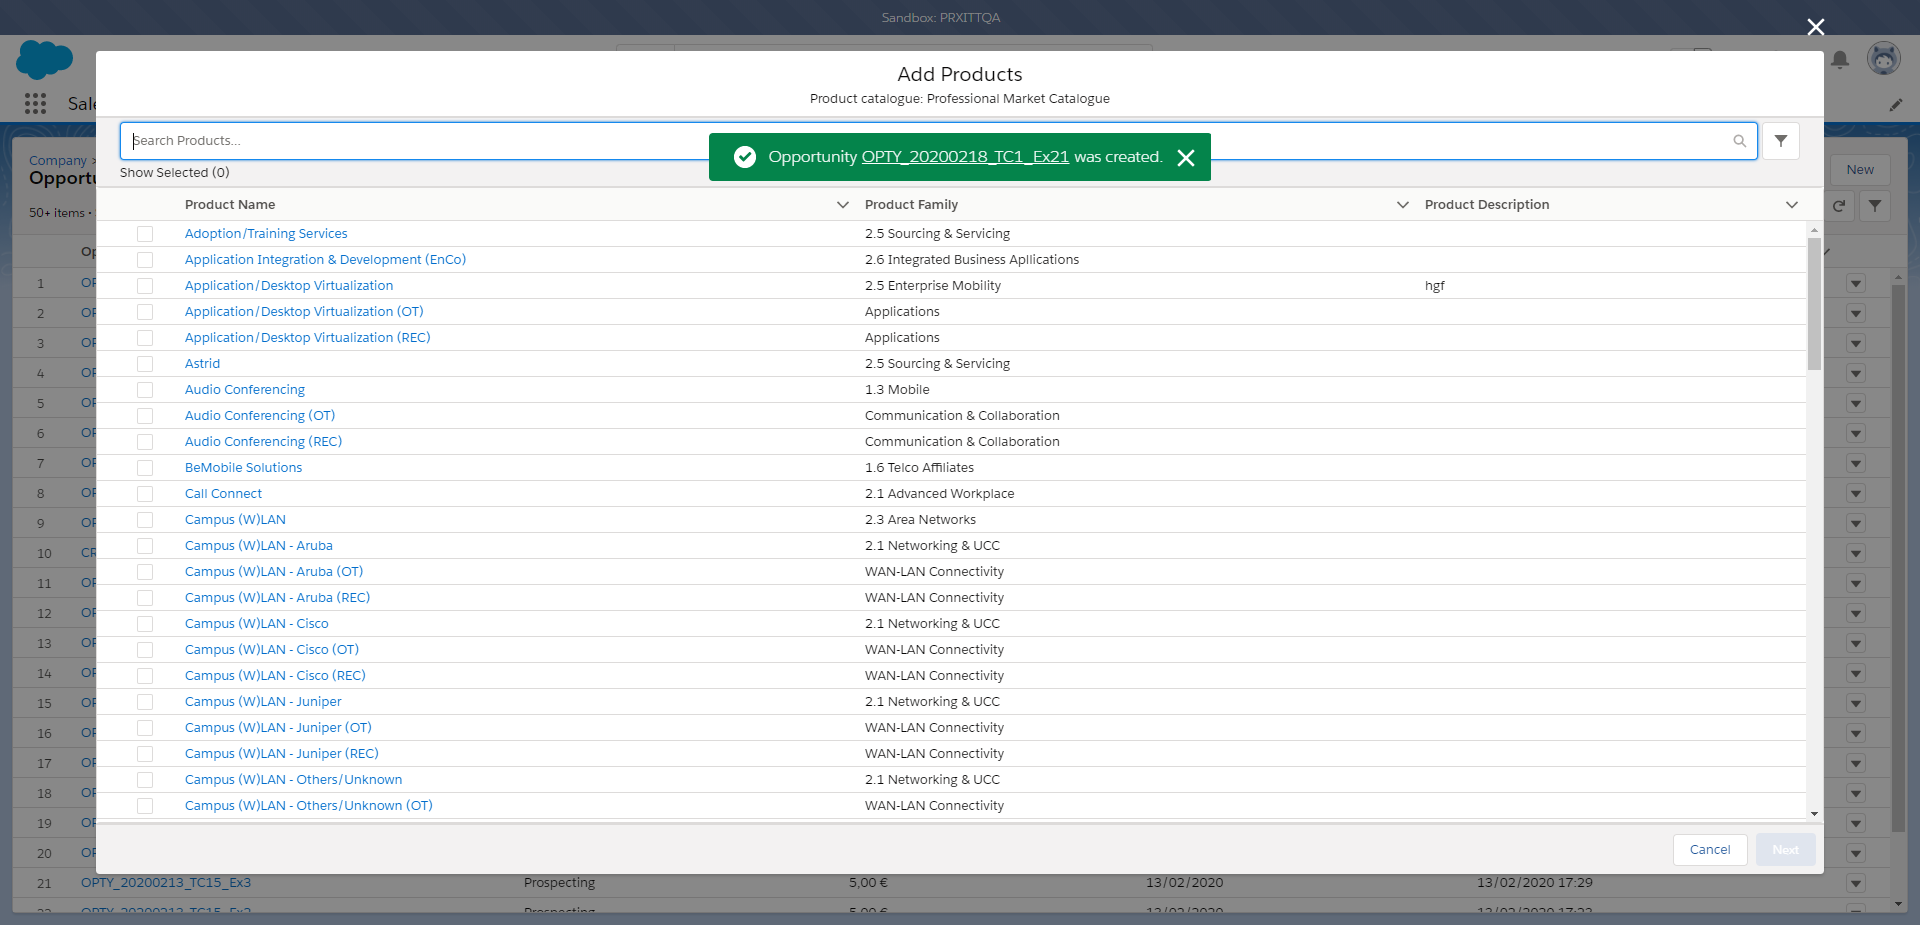 Sandbox: PRXITTQA
Add Products
Product catalogue: Professional Market Catalogue
Search Products...
Opportunity OPTY_20200218_TC1_Ex21 was created.
Show Selected (0)
Company >
New
50+ items •
Product Name Product Family Product Description
Adoption/Training Services 2.5 Sourcing & Servicing
Application Integration & Development (EnCo) 2.6 Integrated Business Apllications
Application/Desktop Virtualization 2.5 Enterprise Mobility hgf
Application/Desktop Virtualization (OT) Applications
Application/Desktop Virtualization (REC) Applications
Astrid 2.5 Sourcing & Servicing
Audio Conferencing 1.3 Mobile
Audio Conferencing (OT) Communication & Collaboration
Audio Conferencing (REC) Communication & Collaboration
BeMobile Solutions 1.6 Telco Affiliates
Call Connect 2.1 Advanced Workplace
Campus (W)LAN 2.3 Area Networks
Campus (W)LAN - Aruba 2.1 Networking & UCC
Campus (W)LAN - Aruba (OT) WAN-LAN Connectivity
Campus (W)LAN - Aruba (REC) WAN-LAN Connectivity
Campus (W)LAN - Cisco 2.1 Networking & UCC
Campus (W)LAN - Cisco (OT) WAN-LAN Connectivity
Campus (W)LAN - Cisco (REC) WAN-LAN Connectivity
Campus (W)LAN - Juniper 2.1 Networking & UCC
Campus (W)LAN - Juniper (OT) WAN-LAN Connectivity
Campus (W)LAN - Juniper (REC) WAN-LAN Connectivity
Campus (W)LAN - Others/Unknown 2.1 Networking & UCC
Campus (W)LAN - Others/Unknown (OT) WAN-LAN Connectivity
1
2
3
4
5
6
7
8
9
10
11
12
13
14
15
16
17
18
19
20
Cancel Next
21 OPTY_20200213_TC15_Ex3 Prospecting 5,00 € 13/02/2020 13/02/2020 17:29